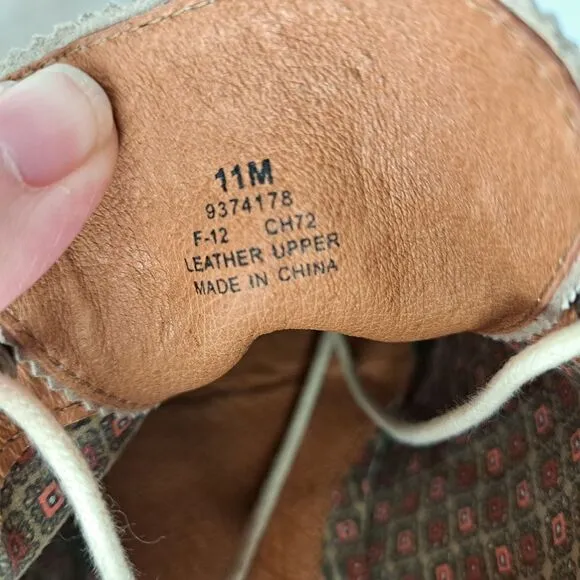 11M
9374178
F-12 CH72
LEATHER UPPER
MADE IN CHINA